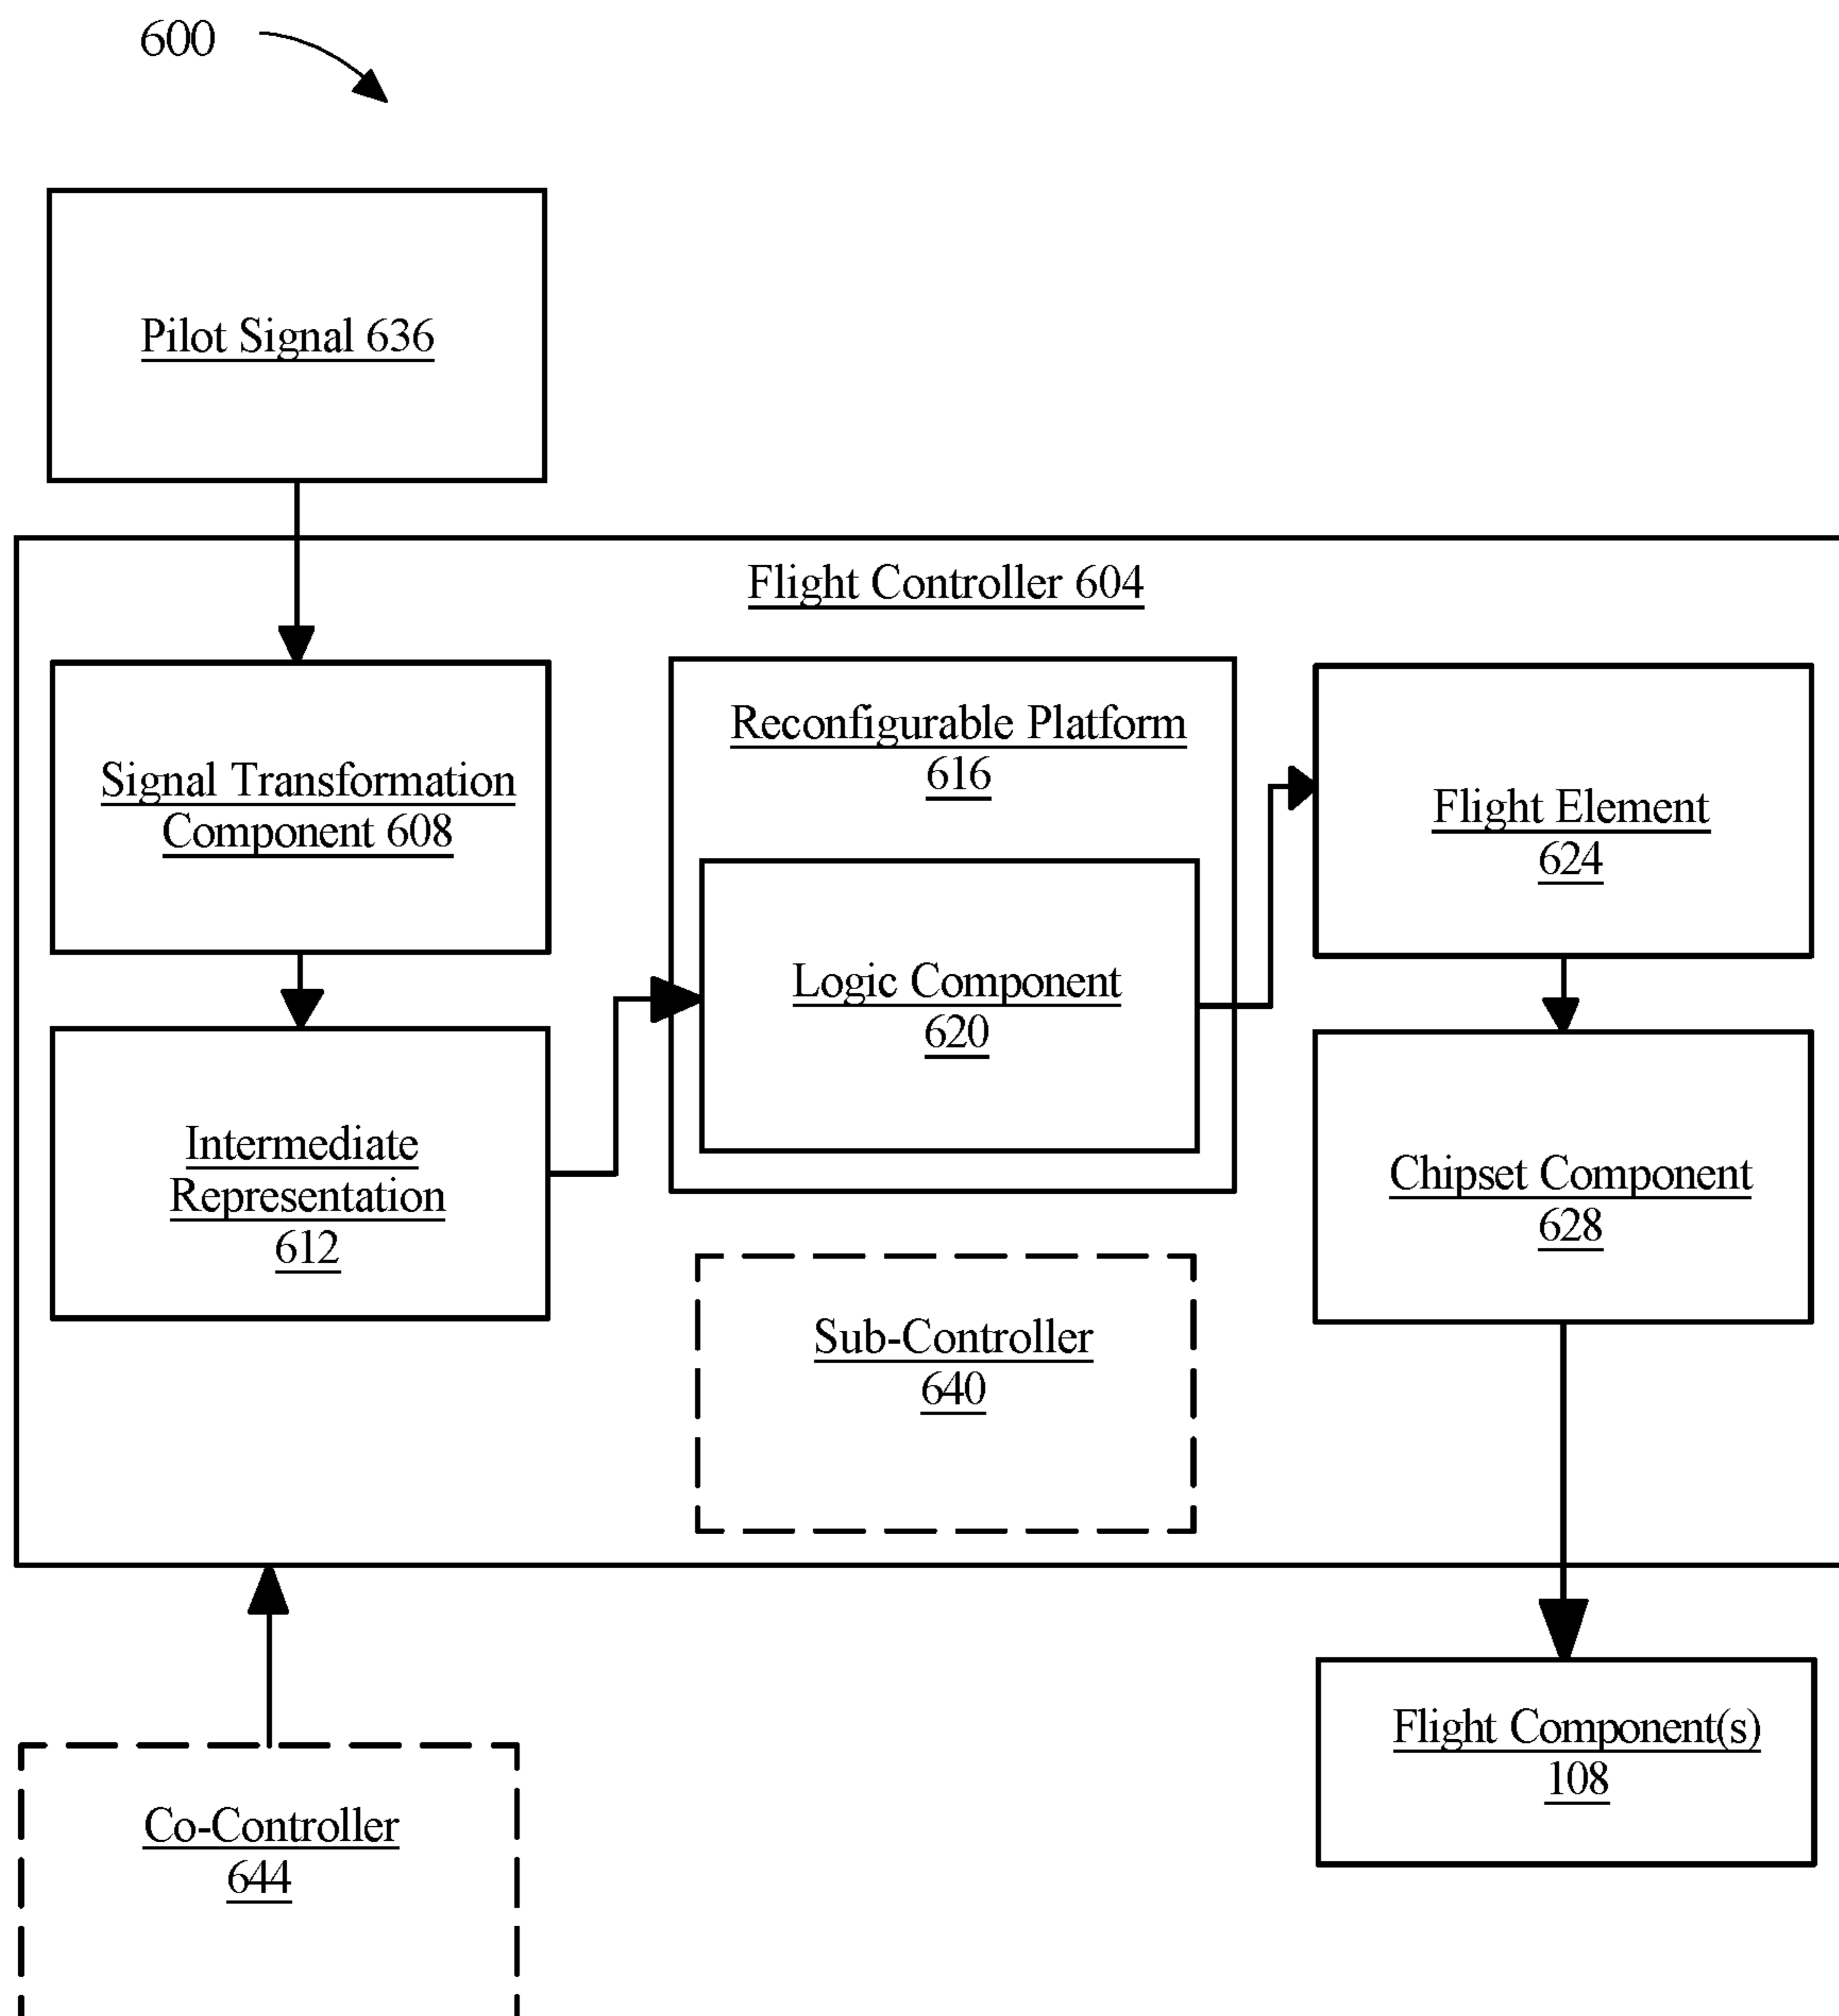 600
Pilot Signal 636
Flight Controller 604
Signal Transformation
Component 608
Intermediate
Representation
612
Reconfigurable Platform
616
Logic Component
620
Sub-Controller
640
Flight Element
624
Chipset Component
628
Flight Component(s)
108
Co-Controller
644